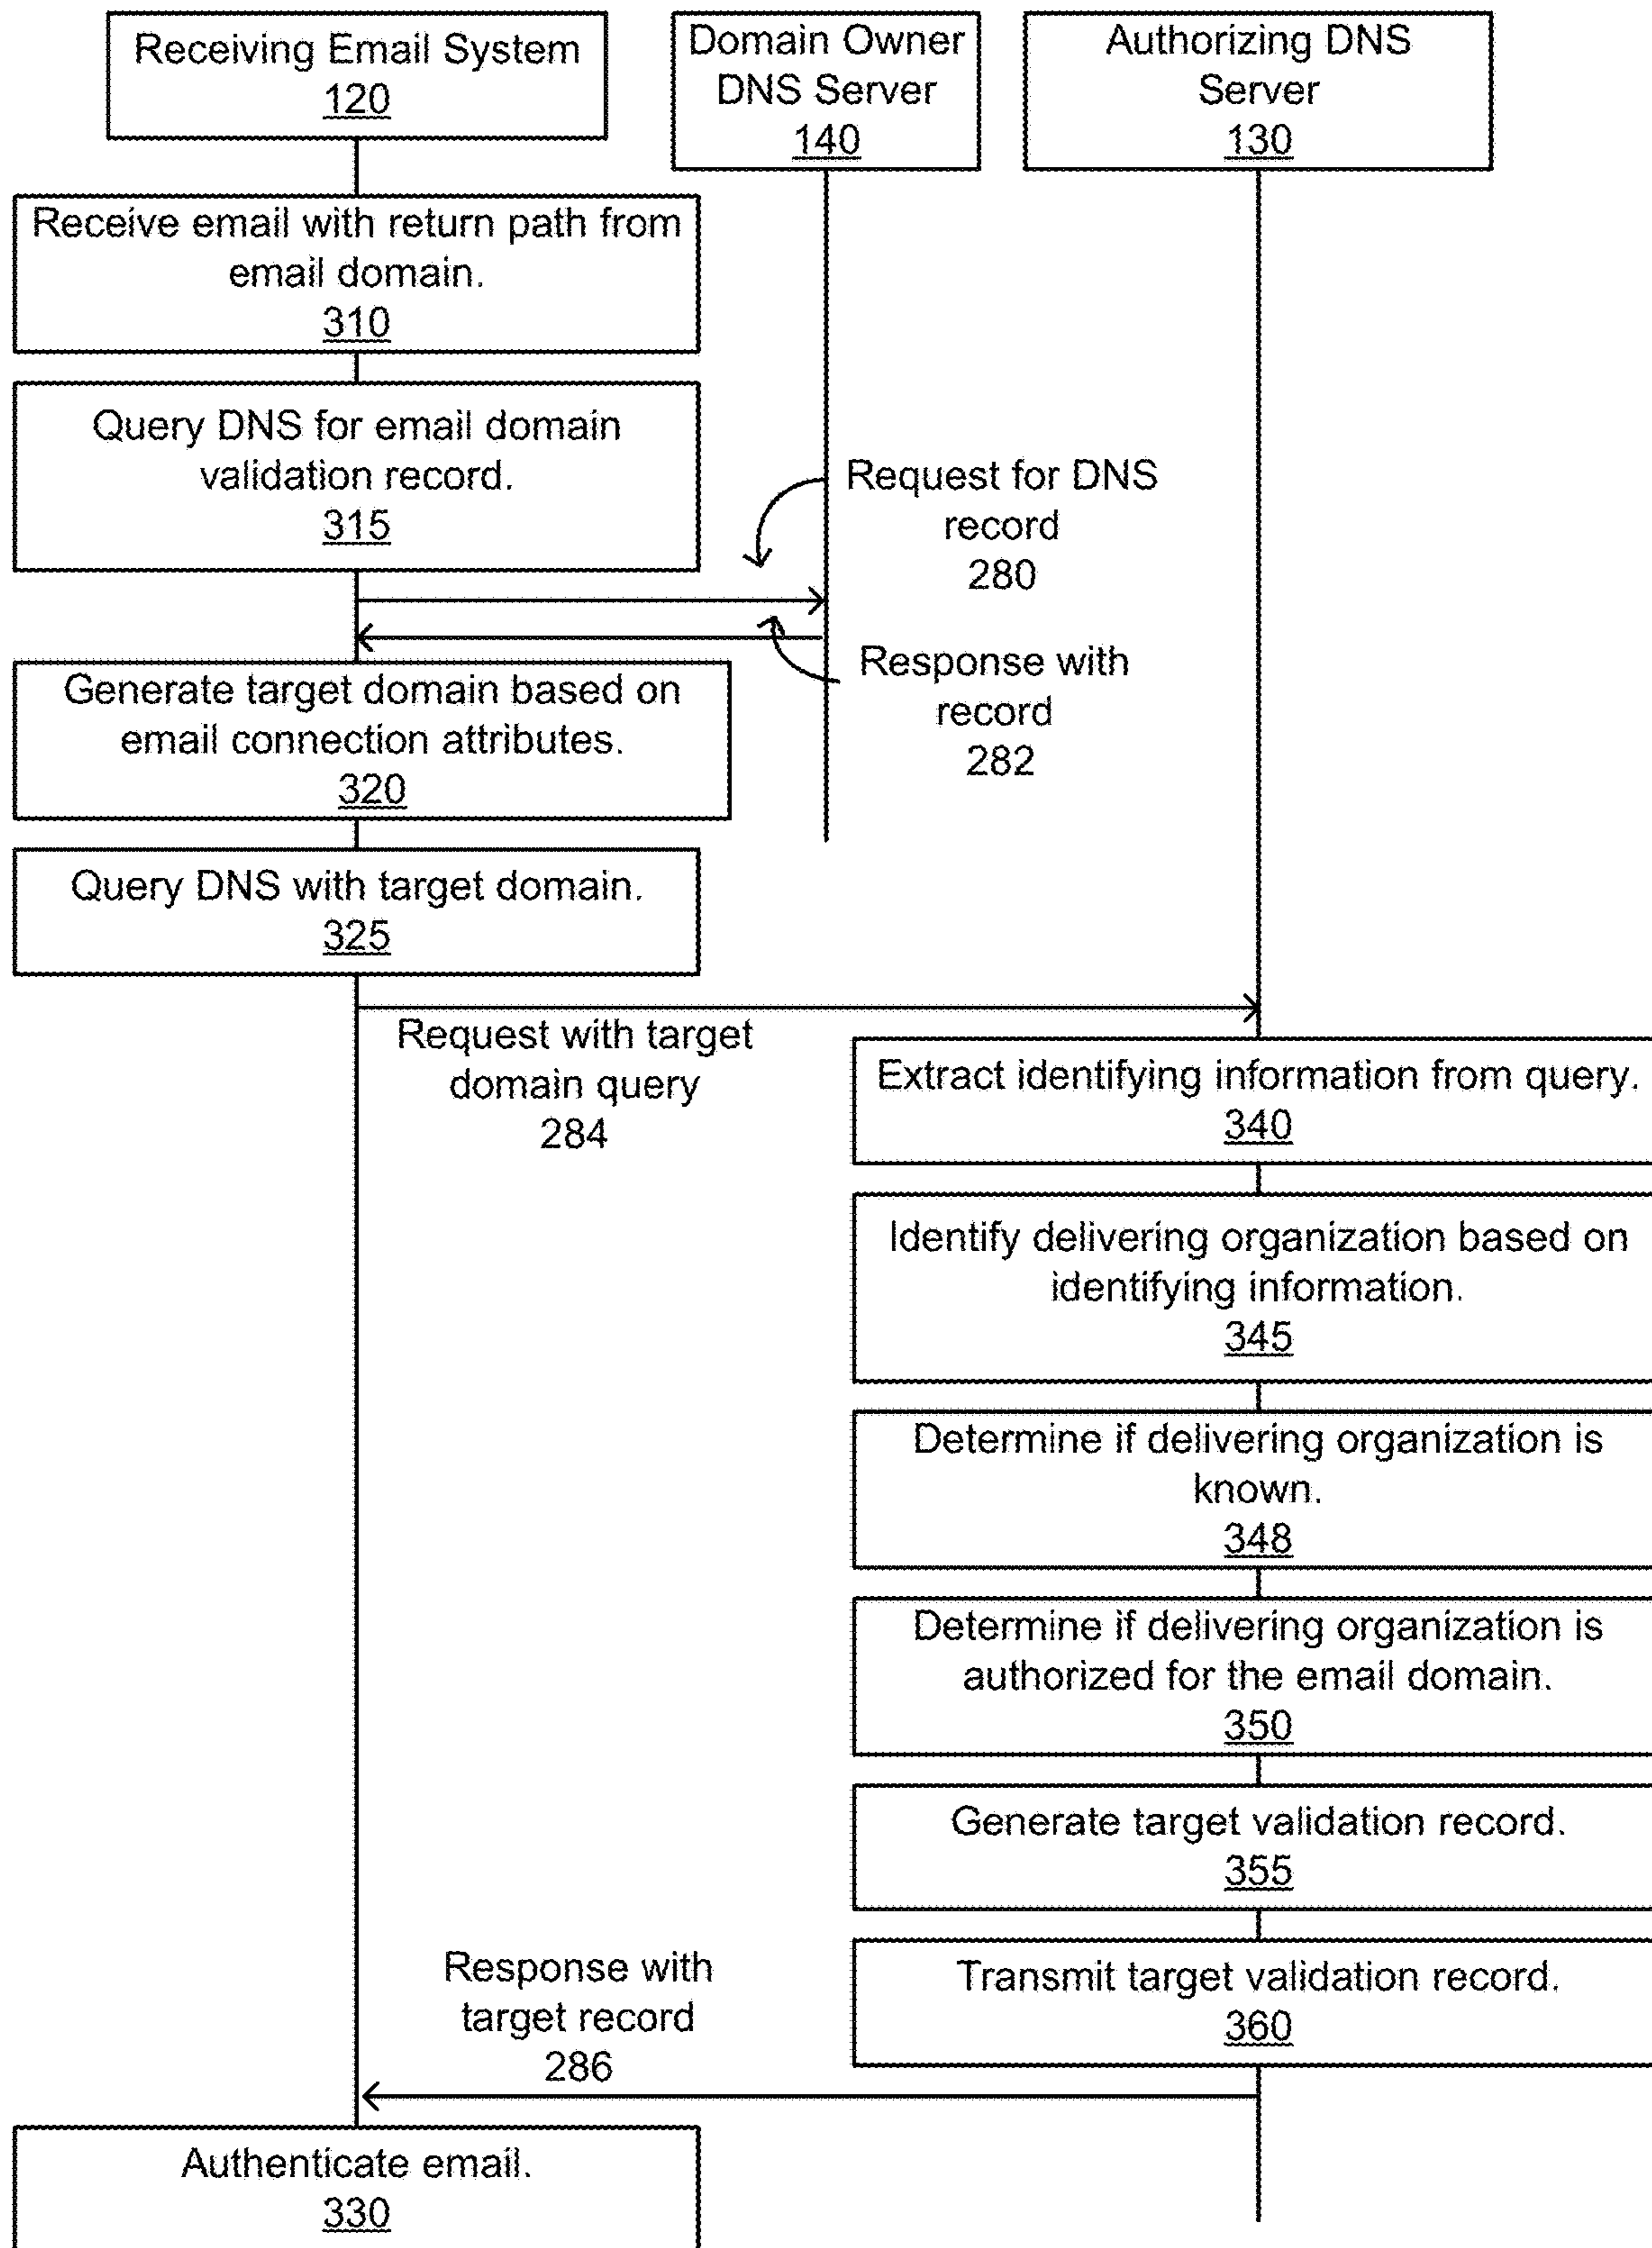 Receiving Email System
120
Domain Owner
DNS Server
140
Authorizing DNS
Server
130
Receive email with return path from
email domain.
310
Query DNS for email domain
validation record.
315
Request for DNS
record
280
Response with
record
282
Generate target domain based on
email connection attributes.
320
Query DNS with target domain.
325
Request with target
domain query
284
Extract identifying information from query.
340
Identify delivering organization based on
identifying information.
345
Determine if delivering organization is
known.
348
Determine if delivering organization is
authorized for the email domain.
350
Generate target validation record.
355
Transmit target validation record.
360
Response with
target record
286
Authenticate email.
330